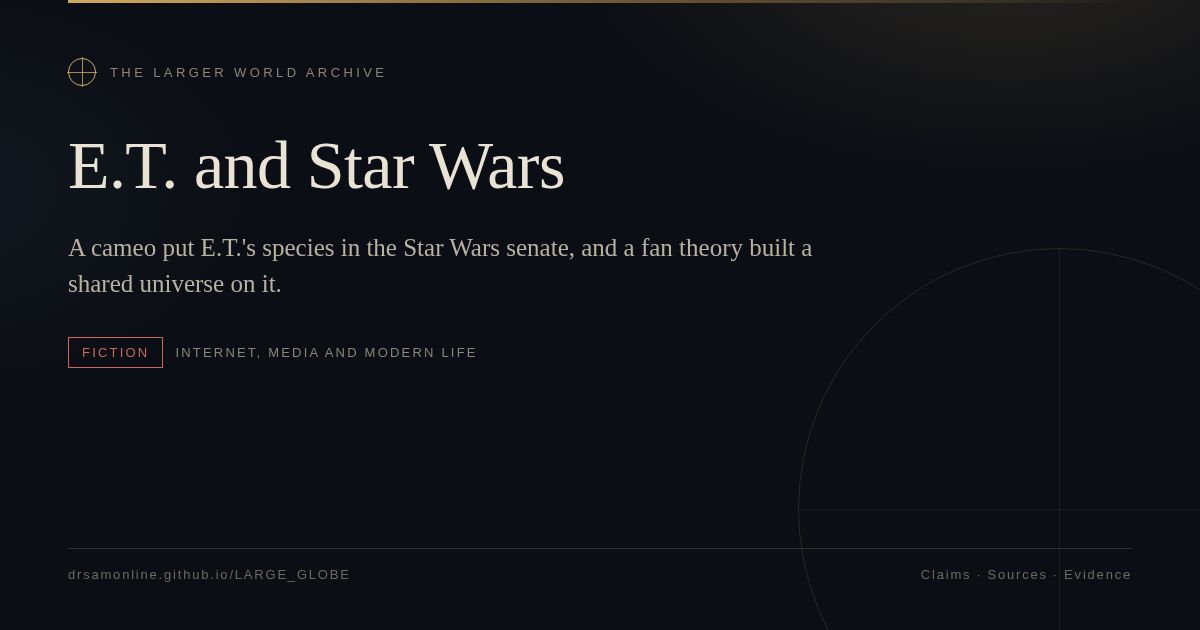 THE LARGER WORLD ARCHIVE
E.T. and Star Wars
A cameo put E.T.'s species in the Star Wars senate, and a fan theory built a
shared universe on it.
FICTION INTERNET, MEDIA AND MODERN LIFE
drsamonline.github.io/LARGE_GLOBE Claims · Sources · Evidence